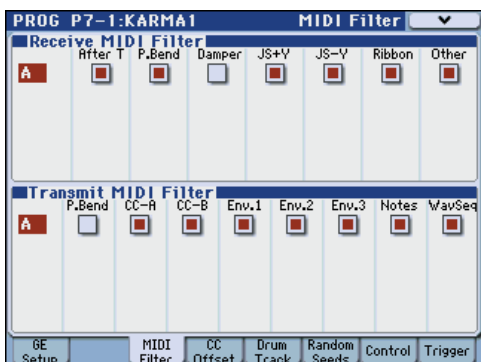 PROG P7-1:KARMA1 MIDI Filter
Receive MIDI Filter
After T P.Bend Damper JS+Y JS-Y Ribbon Other
A
Transmit MIDI Filter
P.Bend CC-A CC-B Env.1 Env.2 Env.3 Notes WavSeq
A
GE Setup MIDI Filter CC Offset Drum Track Random Seeds Control Trigger